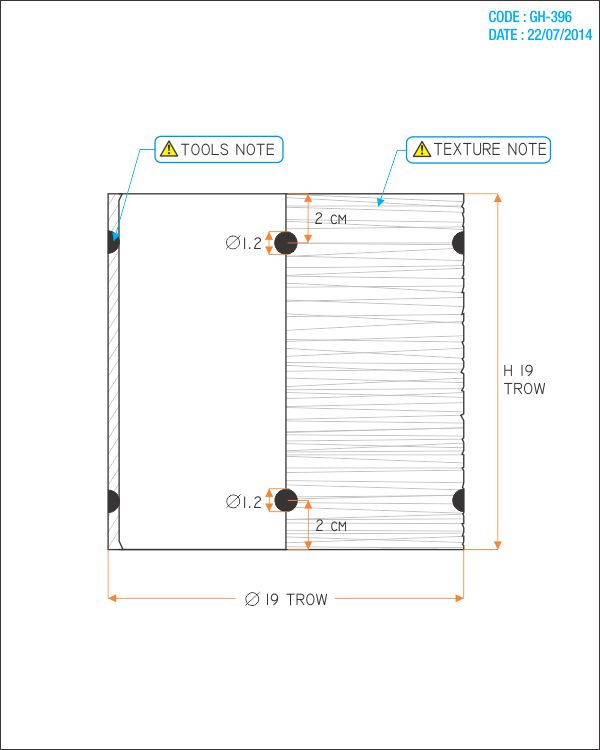 CODE : GH-396
DATE : 22/07/2014
⚠ TOOLS NOTE
⚠ TEXTURE NOTE
2 CM
Ø1.2
H 19
TROW
Ø1.2
2 CM
Ø 19 TROW